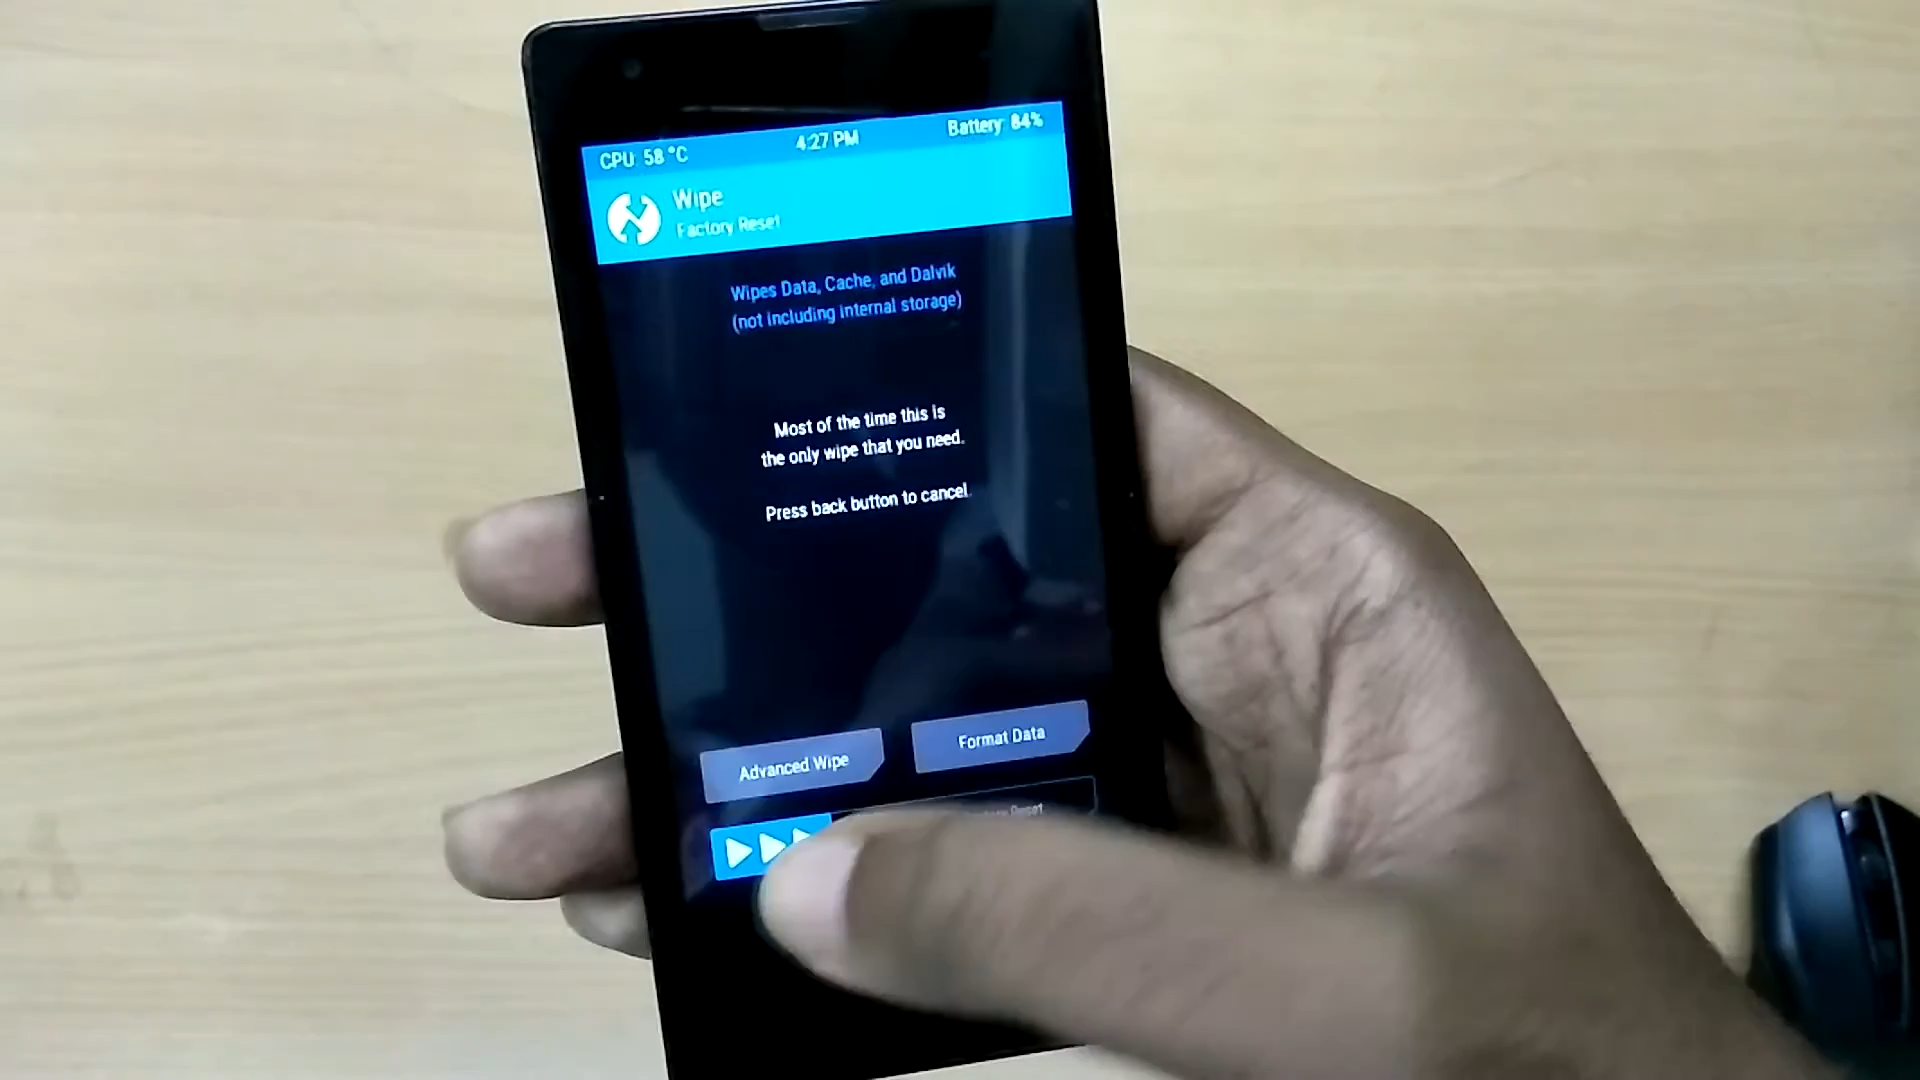 CPU: 58 °C 4:27 PM Battery: 84%
Wipe
Factory Reset
Wipes Data, Cache, and Dalvik
(not including internal storage)
Most of the time this is
the only wipe that you need.
Press back button to cancel.
Advanced Wipe Format Data
Reset